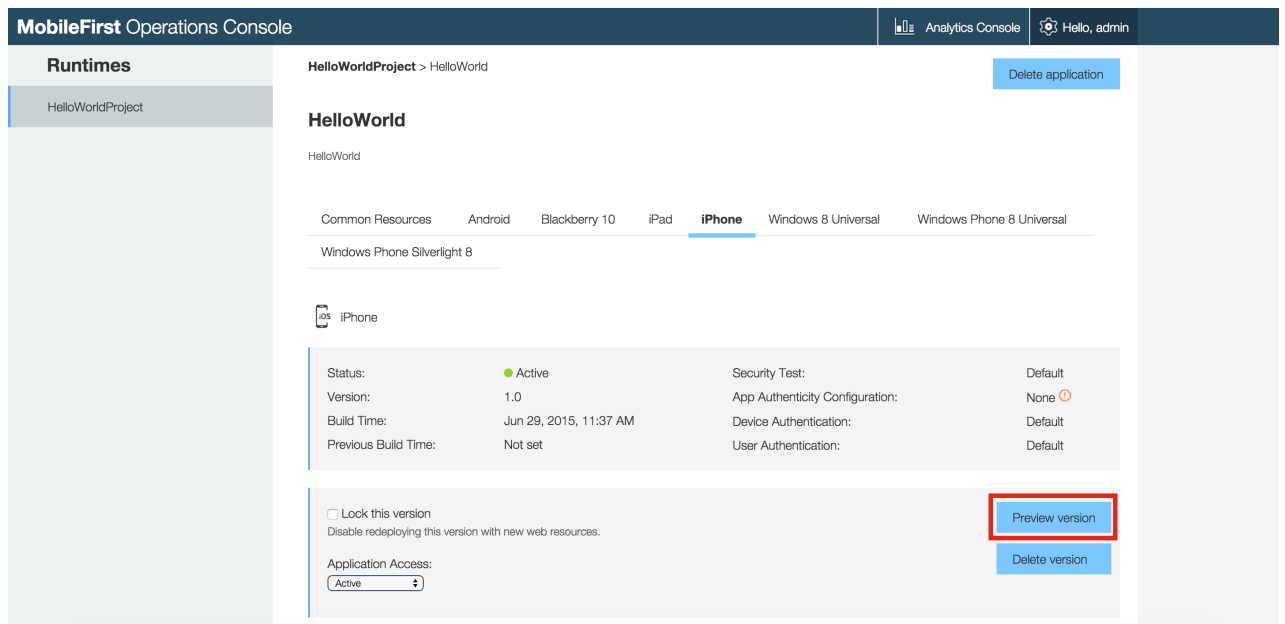 MobileFirst Operations Console
Analytics Console
Hello, admin
Runtimes
HelloWorldProject
HelloWorldProject > HelloWorld
Delete application
HelloWorld
HelloWorld
Common Resources Android Blackberry 10 iPad iPhone Windows 8 Universal Windows Phone 8 Universal
Windows Phone Silverlight 8
iOS iPhone
Status: Active Security Test: Default
Version: 1.0 App Authenticity Configuration: None
Build Time: Jun 29, 2015, 11:37 AM Device Authentication: Default
Previous Build Time: Not set User Authentication: Default
Lock this version
Disable redeploying this version with new web resources.
Preview version
Application Access:
Delete version
Active